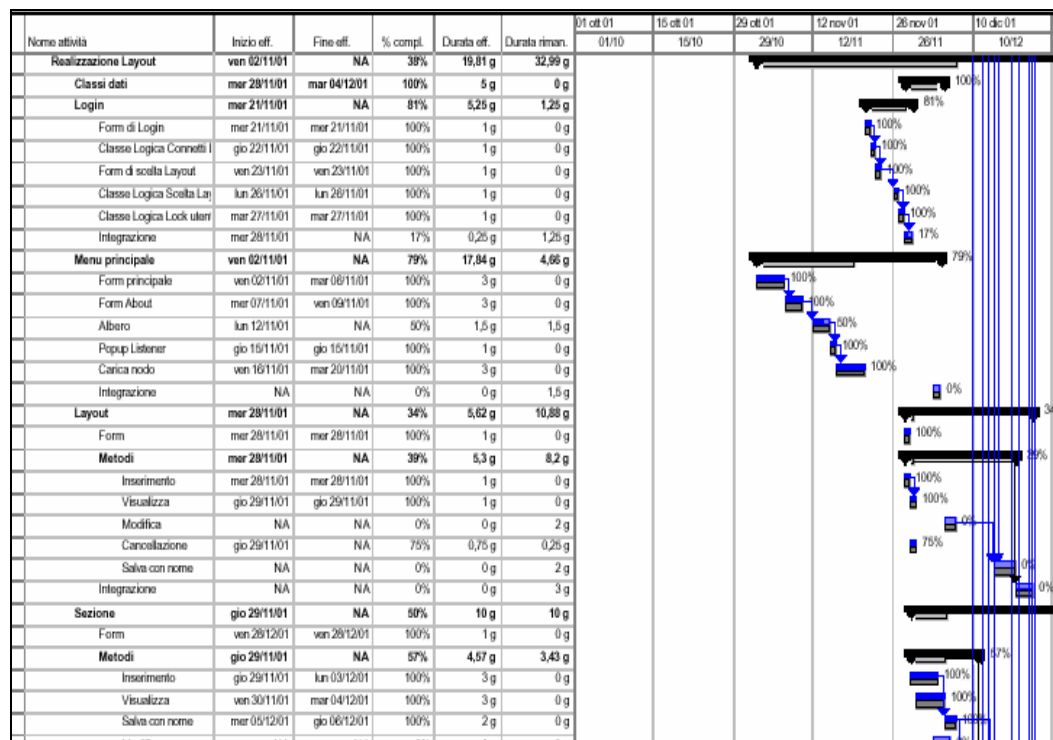 01 ott 01 15 ott 01 29 ott 01 12 nov 01 26 nov 01 10 dic 01
Nome attività Inizio eff. Fine eff. % compl. Durata eff. Durata riman. 01/10 15/10 29/10 12/11 26/11 10/12
Realizzazione Layout ven 02/11/01 NA 38% 19,81 g 32,99 g
Classi dati mer 28/11/01 mar 04/12/01 100% 5 g 0 g 100%
Login mer 21/11/01 NA 81% 5,25 g 1,25 g 81%
Form di Login mer 21/11/01 mer 21/11/01 100% 1 g 0 g 100%
Classe Logica Connetti gio 22/11/01 gio 22/11/01 100% 1 g 0 g 100%
Form di scelta Layout ven 23/11/01 ven 23/11/01 100% 1 g 0 g 100%
Classe Logica Scelta Lay lun 26/11/01 lun 26/11/01 100% 1 g 0 g 100%
Classe Logica Lock uten mar 27/11/01 mar 27/11/01 100% 1 g 0 g 100%
Integrazione mer 28/11/01 NA 17% 0,25 g 1,25 g 17%
Menu principale ven 02/11/01 NA 79% 17,84 g 4,66 g 79%
Form principale ven 02/11/01 mar 06/11/01 100% 3 g 0 g 100%
Form About mer 07/11/01 ven 09/11/01 100% 3 g 0 g 100%
Albero lun 12/11/01 NA 50% 1,5 g 1,5 g 50%
Popup Listener gio 15/11/01 gio 15/11/01 100% 1 g 0 g 100%
Carica nodo ven 16/11/01 mar 20/11/01 100% 3 g 0 g 100%
Integrazione NA NA 0% 0 g 1,5 g 0%
Layout mer 28/11/01 NA 34% 5,62 g 10,88 g
Form mer 28/11/01 mer 28/11/01 100% 1 g 0 g 100%
Metodi mer 28/11/01 NA 39% 5,3 g 8,2 g 39%
Inserimento mer 28/11/01 mer 28/11/01 100% 1 g 0 g 100%
Visualizza gio 29/11/01 gio 29/11/01 100% 1 g 0 g 100%
Modifica NA NA 0% 0 g 2 g 0%
Cancellazione gio 29/11/01 NA 75% 0,75 g 0,25 g 75%
Salva con nome NA NA 0% 0 g 2 g 0%
Integrazione NA NA 0% 0 g 3 g 0%
Sezione gio 29/11/01 NA 50% 10 g 10 g
Form ven 28/12/01 ven 28/12/01 100% 1 g 0 g
Metodi gio 29/11/01 NA 57% 4,57 g 3,43 g 57%
Inserimento gio 29/11/01 lun 03/12/01 100% 3 g 0 g 100%
Visualizza ven 30/11/01 mar 04/12/01 100% 3 g 0 g 100%
Salva con nome mer 05/12/01 gio 06/12/01 100% 2 g 0 g 100%